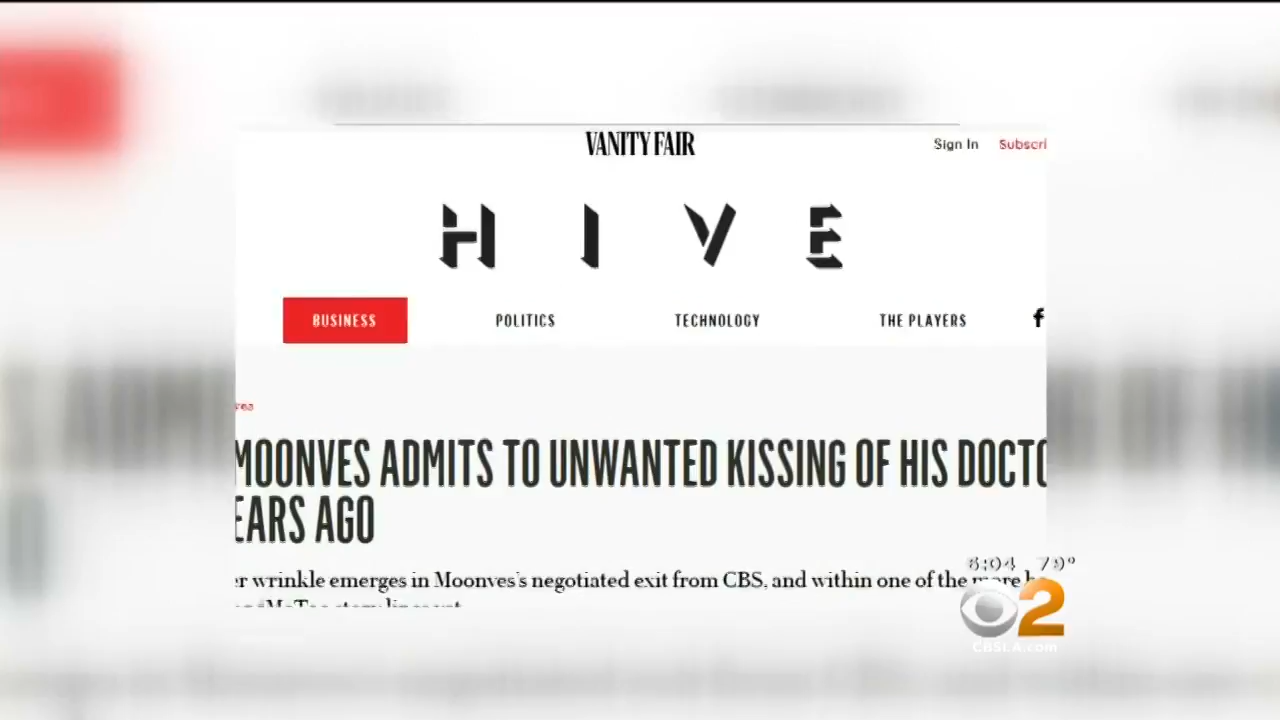 VANITY FAIR
Sign In Subscri
HIVE
BUSINESS POLITICS TECHNOLOGY THE PLAYERS f
MOONVES ADMITS TO UNWANTED KISSING OF HIS DOCTO
EARS AGO
er wrinkle emerges in Moonves's negotiated exit from CBS, and within one of the more
6:04 79°
2
CBSLA.com